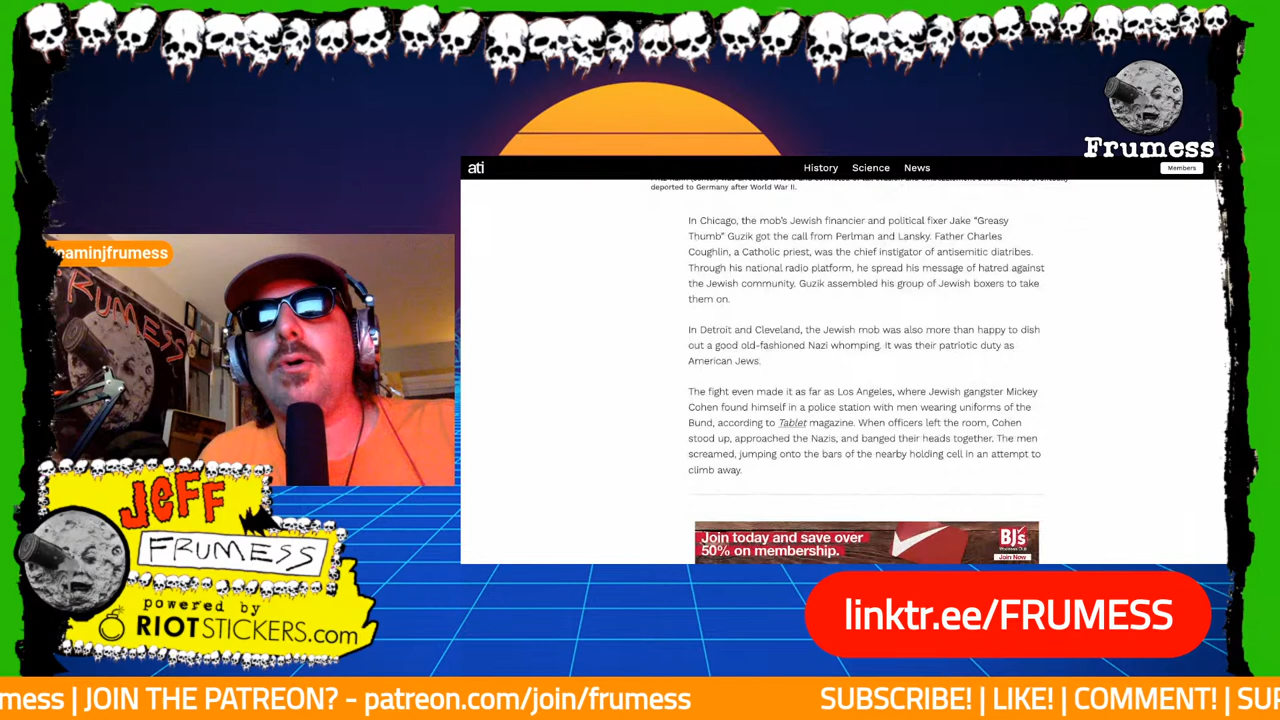 Frumess
ati
History
Science
News
Members
deported to Germany after World War II.
In Chicago, the mob's Jewish financier and political fixer Jake "Greasy
Thumb" Guzik got the call from Perlman and Lansky. Father Charles
Coughlin, a Catholic priest, was the chief instigator of antisemitic diatribes.
Through his national radio platform, he spread his message of hatred against
the Jewish community. Guzik assembled his group of Jewish boxers to take
them on.
In Detroit and Cleveland, the Jewish mob was also more than happy to dish
out a good old-fashioned Nazi whomping. It was their patriotic duty as
American Jews.
The fight even made it as far as Los Angeles, where Jewish gangster Mickey
Cohen found himself in a police station with men wearing uniforms of the
Bund, according to Tablet magazine. When officers left the room, Cohen
stood up, approached the Nazis, and banged their heads together. The men
screamed, jumping onto the bars of the nearby holding cell in an attempt to
climb away.
Join today and save over
50% on membership.
BJ's
Join Now
eaminjfrumess
FRUMESS
JEFF
FRUMESS
powered by
RIOTSTICKERS.com
linktr.ee/FRUMESS
mess | JOIN THE PATREON? - patreon.com/join/frumess
SUBSCRIBE! | LIKE! | COMMENT! | SU